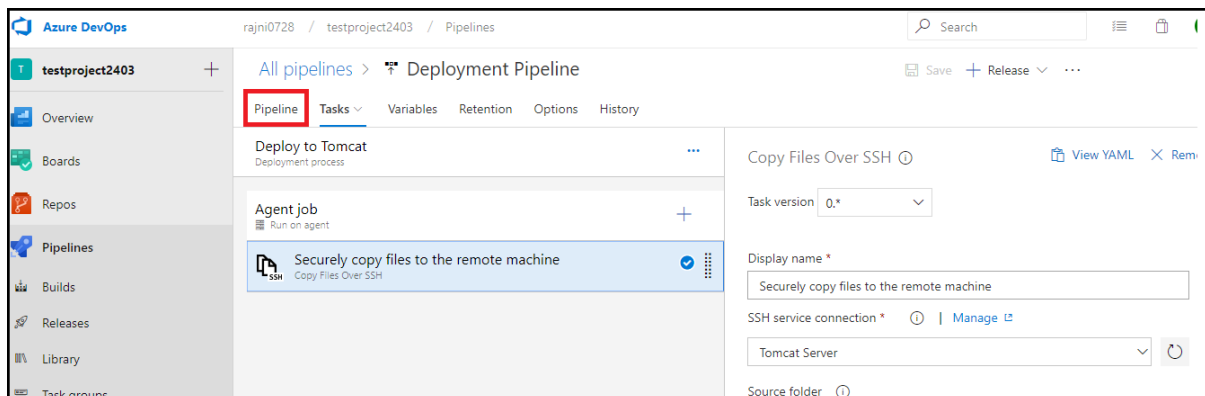 Azure DevOps
rajni0728 / testproject2403 / Pipelines
Search
T
testproject2403
All pipelines > Deployment Pipeline
Save
Release
Pipeline
Tasks
Variables
Retention
Options
History
Overview
Boards
Repos
Pipelines
Builds
Releases
Library
Task groups
Deploy to Tomcat
Deployment process
Agent job
Run on agent
SSH
Securely copy files to the remote machine
Copy Files Over SSH
Copy Files Over SSH
View YAML
Rem
Task version
0.*
Display name *
Securely copy files to the remote machine
SSH service connection *
| Manage
Tomcat Server
Source folder